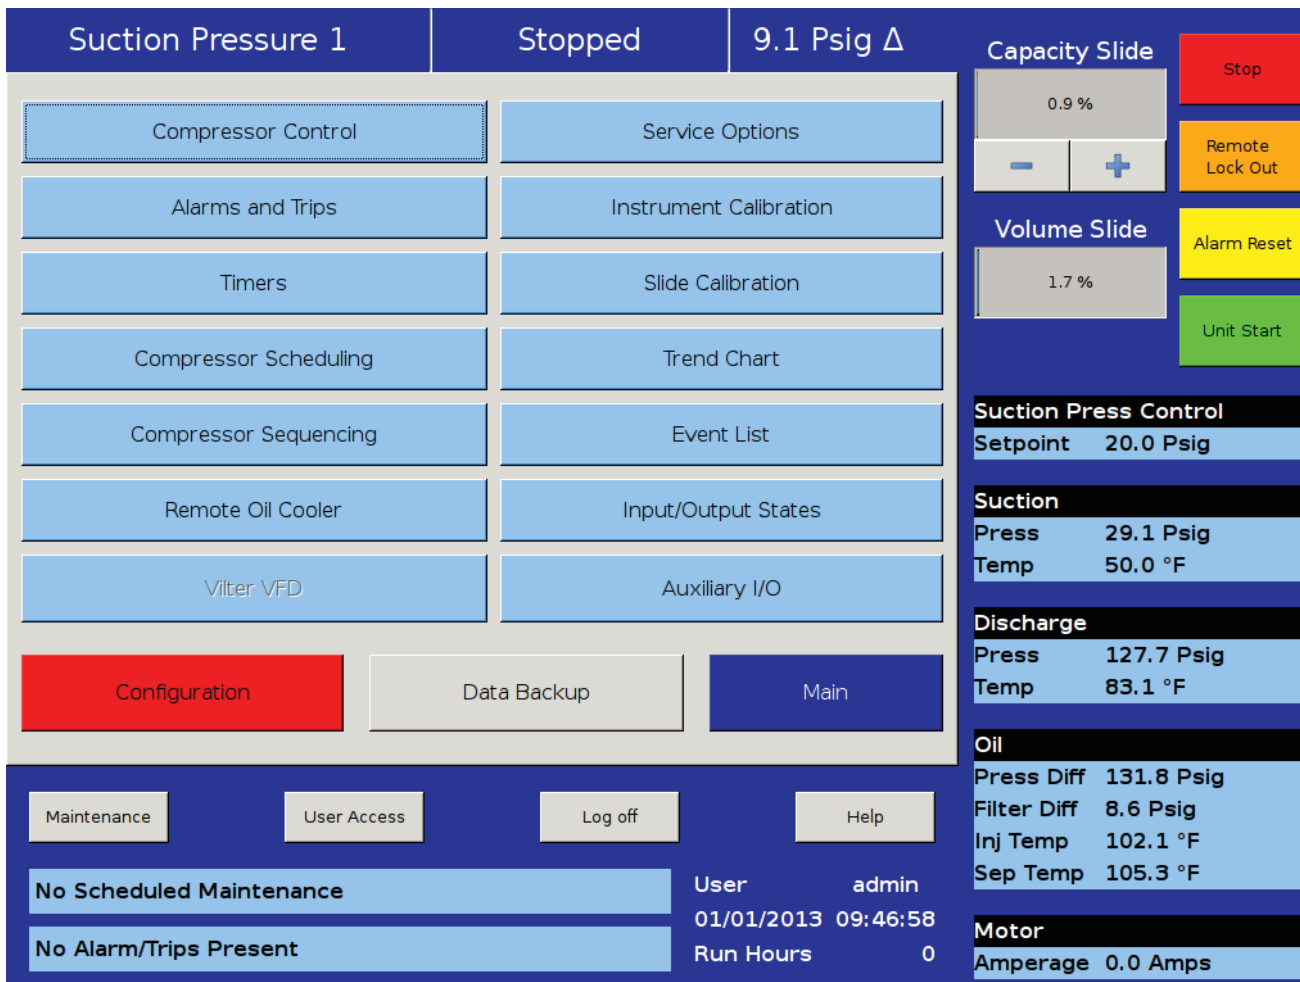 Suction Pressure 1
Stopped
9.1 Psig Δ
Compressor Control
Service Options
Alarms and Trips
Instrument Calibration
Timers
Slide Calibration
Compressor Scheduling
Trend Chart
Compressor Sequencing
Event List
Remote Oil Cooler
Input/Output States
Vilter VFD
Auxiliary I/O
Configuration
Data Backup
Main
Maintenance
User Access
Log off
Help
No Scheduled Maintenance
No Alarm/Trips Present
User admin
01/01/2013 09:46:58
Run Hours 0
Capacity Slide
0.9 %
Volume Slide
1.7 %
Stop
Remote
Lock Out
Alarm Reset
Unit Start
Suction Press Control
Setpoint 20.0 Psig
Suction
Press 29.1 Psig
Temp 50.0 °F
Discharge
Press 127.7 Psig
Temp 83.1 °F
Oil
Press Diff 131.8 Psig
Filter Diff 8.6 Psig
Inj Temp 102.1 °F
Sep Temp 105.3 °F
Motor
Amperage 0.0 Amps